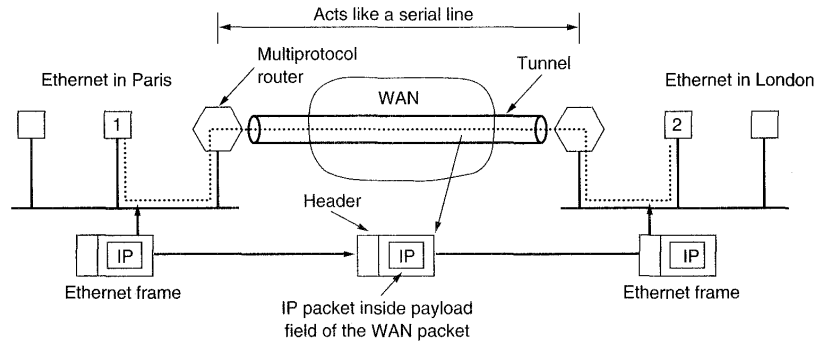 Acts like a serial line
Multiprotocol
router
Tunnel
Ethernet in Paris
Ethernet in London
WAN
1
2
Header
IP
IP
IP
Ethernet frame
Ethernet frame
IP packet inside payload
field of the WAN packet